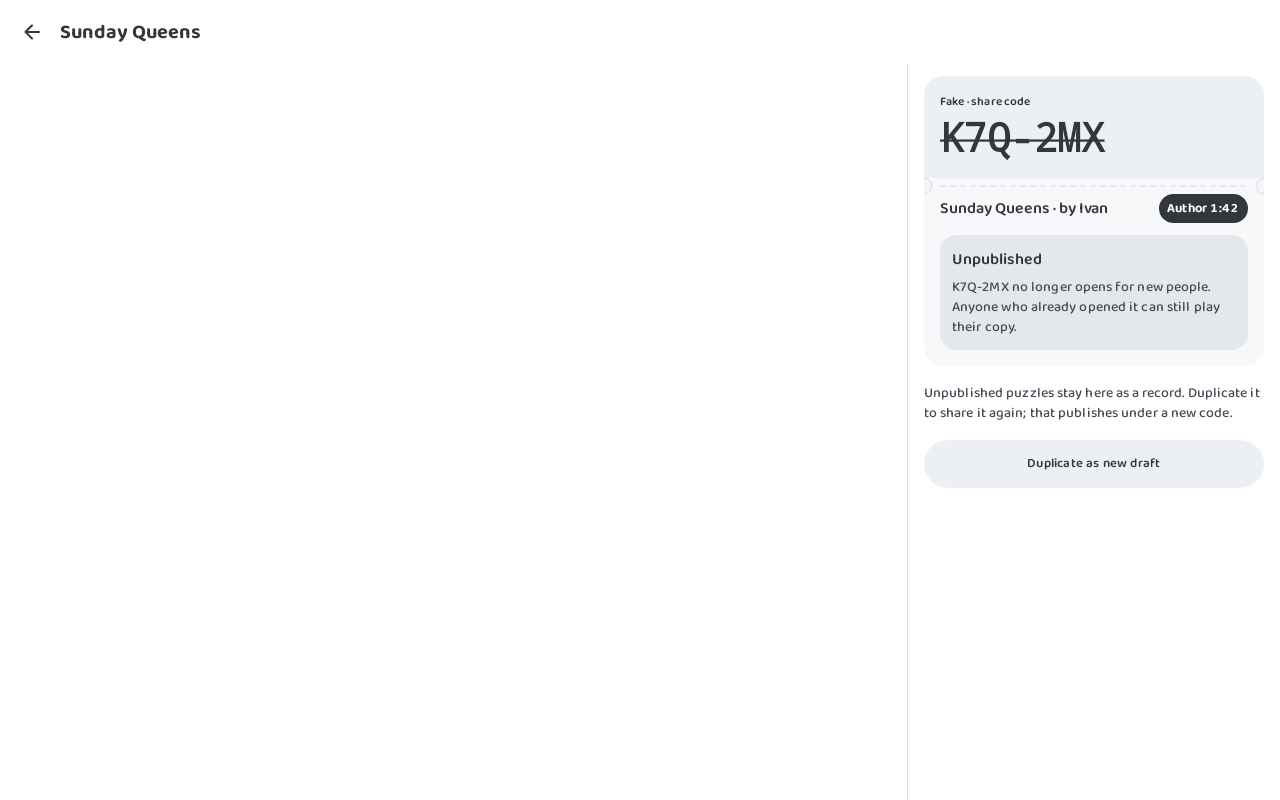 Sunday Queens
Fake · share code
K7Q-2MX
Sunday Queens · by Ivan
Author 1:42
Unpublished
K7Q-2MX no longer opens for new people.
Anyone who already opened it can still play
their copy.
Unpublished puzzles stay here as a record. Duplicate it
to share it again; that publishes under a new code.
Duplicate as new draft